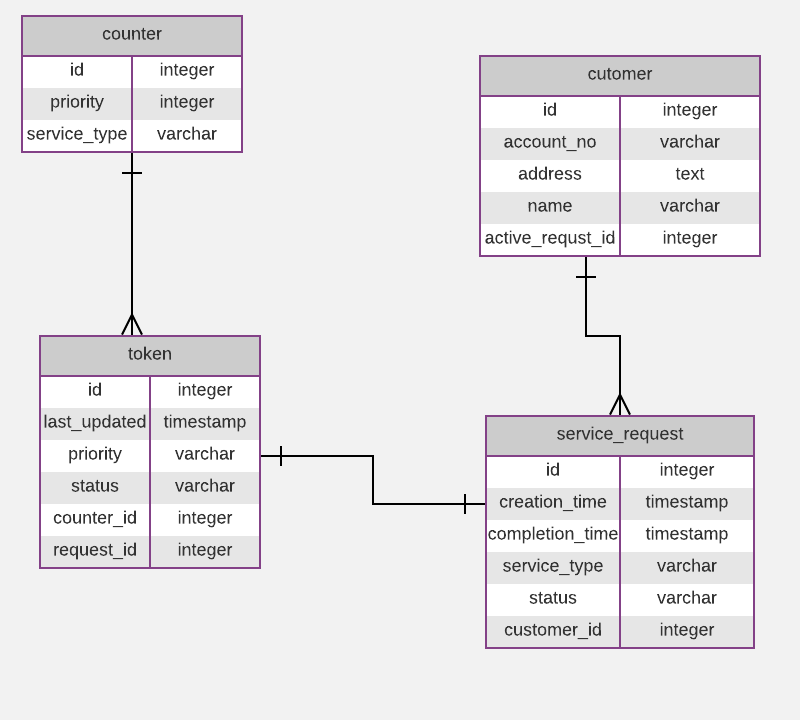 counter
id integer
priority integer
service_type varchar
cutomer
id integer
account_no varchar
address text
name varchar
active_requst_id integer
token
id integer
last_updated timestamp
priority varchar
status varchar
counter_id integer
request_id integer
service_request
id integer
creation_time timestamp
completion_time timestamp
service_type varchar
status varchar
customer_id integer